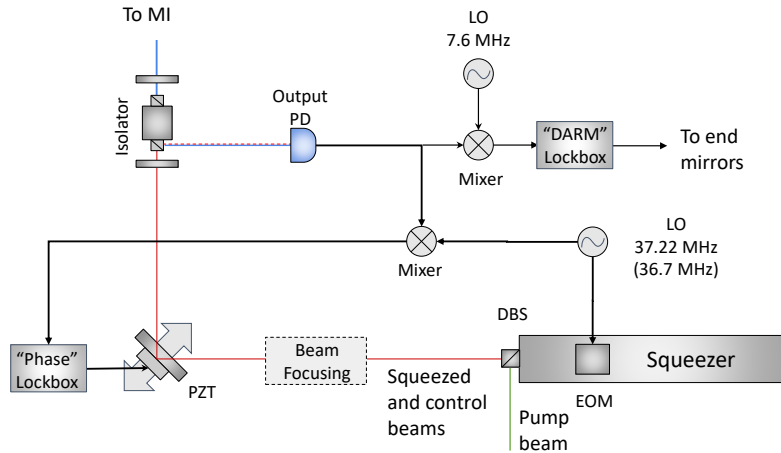 To MI
LO
7.6 MHz
Output
PD
Isolator
"DARM"
Lockbox
To end
mirrors
Mixer
LO
37.22 MHz
(36.7 MHz)
Mixer
DBS
"Phase"
Lockbox
PZT
Beam
Focusing
Squeezer
Squeezed
and control
beams
EOM
Pump
beam